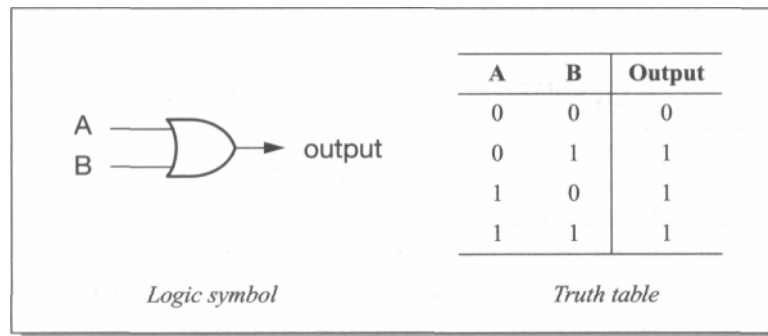 A
B
output
Logic symbol
A B Output
0 0 0
0 1 1
1 0 1
1 1 1
Truth table